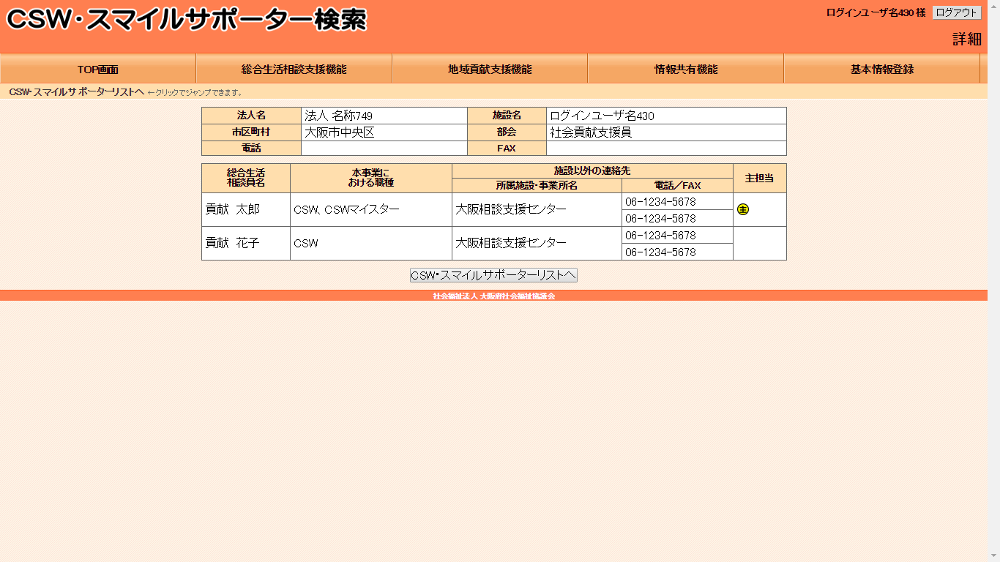 CSW・スマイルサポーター検索
ログインユーザ名430 様 ログアウト
詳細
TOP画面 総合生活相談支援機能 地域貢献支援機能 情報共有機能 基本情報登録
CSW・スマイルサポーターリストへ ←クリックでジャンプできます。
法人名 法人 名称749 施設名 ログインユーザ名430
市区町村 大阪市中央区 部会 社会貢献支援員
電話 FAX
総合生活
相談員名
本事業に
おける職種
施設以外の連絡先
所属施設・事業所名 電話／FAX
主担当
貢献 太郎 CSW、CSWマイスター 大阪相談支援センター 06-1234-5678
06-1234-5678
主
貢献 花子 CSW 大阪相談支援センター 06-1234-5678
06-1234-5678
CSW・スマイルサポーターリストへ
社会福祉法人 大阪府社会福祉協議会